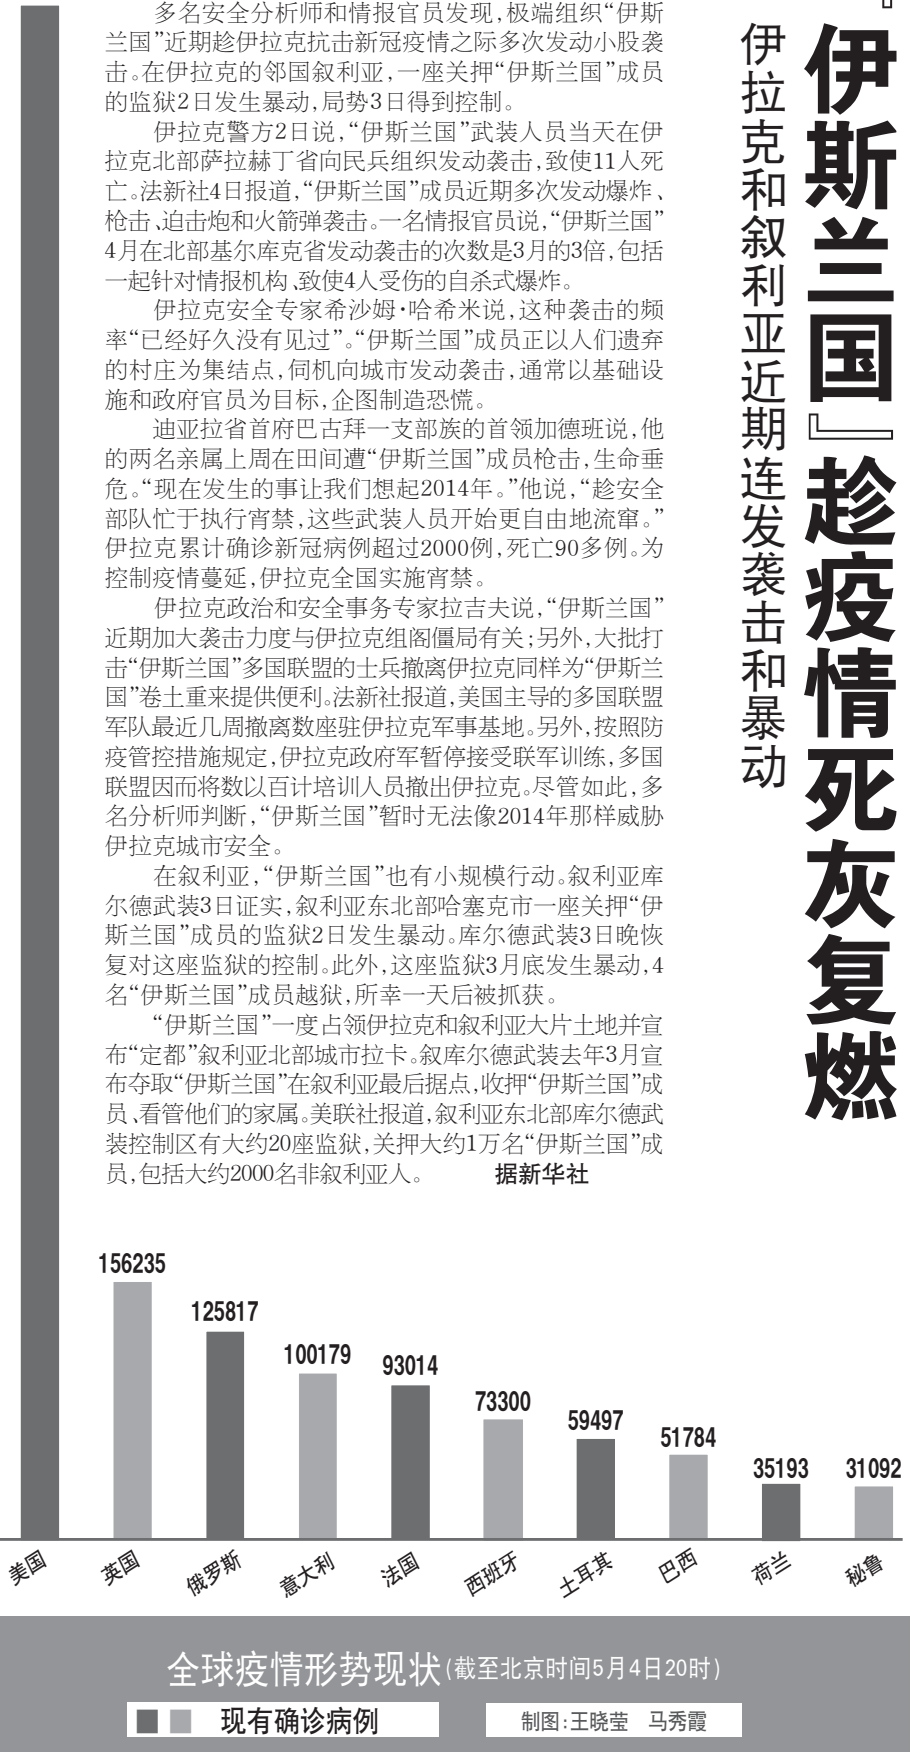 『伊斯兰国』趁疫情死灰复燃
伊拉克和叙利亚近期连发袭击和暴动
多名安全分析师和情报官员发现,极端组织“伊斯
兰国”近期趁伊拉克抗击新冠疫情之际多次发动小股袭
击。在伊拉克的邻国叙利亚,一座关押“伊斯兰国”成员
的监狱2日发生暴动,局势3日得到控制。
伊拉克警方2日说,“伊斯兰国”武装人员当天在伊
拉克北部萨拉赫丁省向民兵组织发动袭击,致使11人死
亡。法新社4日报道,“伊斯兰国”成员近期多次发动爆炸、
枪击、迫击炮和火箭弹袭击。一名情报官员说,“伊斯兰国”
4月在北部基尔库克省发动袭击的次数是3月的3倍,包括
一起针对情报机构、致使4人受伤的自杀式爆炸。
伊拉克安全专家希沙姆·哈希米说,这种袭击的频
率“已经好久没有见过”。“伊斯兰国”成员正以人们遗弃
的村庄为集结点,伺机向城市发动袭击,通常以基础设
施和政府官员为目标,企图制造恐慌。
迪亚拉省首府巴古拜一支部族的首领加德班说,他
的两名亲属上周在田间遭“伊斯兰国”成员枪击,生命垂
危。“现在发生的事让我们想起2014年。”他说,“趁安全
部队忙于执行宵禁,这些武装人员开始更自由地流窜。”
伊拉克累计确诊新冠病例超过2000例,死亡90多例。为
控制疫情蔓延,伊拉克全国实施宵禁。
伊拉克政治和安全事务专家拉吉夫说,“伊斯兰国”
近期加大袭击力度与伊拉克组阁僵局有关;另外,大批打
击“伊斯兰国”多国联盟的士兵撤离伊拉克同样为“伊斯兰
国”卷土重来提供便利。法新社报道,美国主导的多国联盟
军队最近几周撤离数座驻伊拉克军事基地。另外,按照防
疫管控措施规定,伊拉克政府军暂停接受联军训练,多国
联盟因而将数以百计培训人员撤出伊拉克。尽管如此,多
名分析师判断,“伊斯兰国”暂时无法像2014年那样威胁
伊拉克城市安全。
在叙利亚,“伊斯兰国”也有小规模行动。叙利亚库
尔德武装3日证实,叙利亚东北部哈塞克市一座关押“伊
斯兰国”成员的监狱2日发生暴动。库尔德武装3日晚恢
复对这座监狱的控制。此外,这座监狱3月底发生暴动,4
名“伊斯兰国”成员越狱,所幸一天后被抓获。
“伊斯兰国”一度占领伊拉克和叙利亚大片土地并宣
布“定都”叙利亚北部城市拉卡。叙库尔德武装去年3月宣
布夺取“伊斯兰国”在叙利亚最后据点,收押“伊斯兰国”成
员、看管他们的家属。美联社报道,叙利亚东北部库尔德武
装控制区有大约20座监狱,关押大约1万名“伊斯兰国”成
员,包括大约2000名非叙利亚人。 据新华社
156235
125817
100179
93014
73300
59497
51784
35193
31092
美国 英国 俄罗斯 意大利 法国 西班牙 土耳其 巴西 荷兰 秘鲁
全球疫情形势现状(截至北京时间5月4日20时)
现有确诊病例 制图:王晓莹 马秀霞